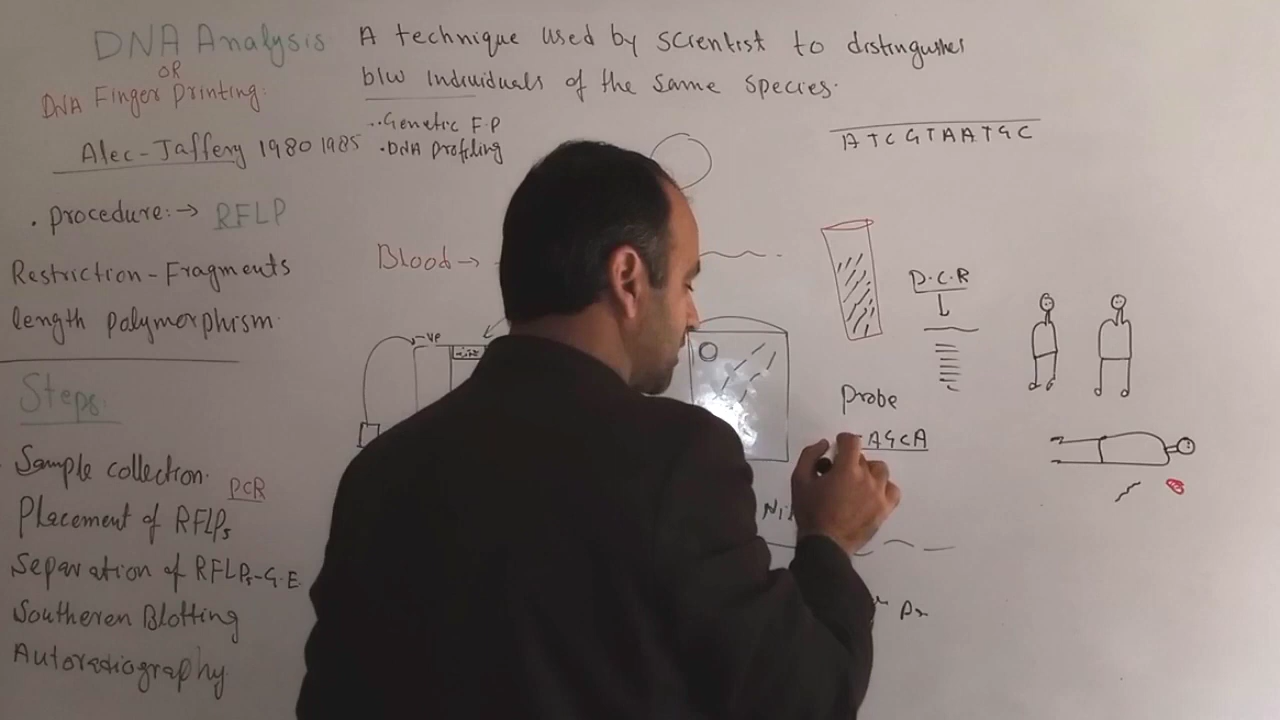 DNA Analysis
OR
DNA Finger printing:
Alec-Jaffery 1980 1985
. procedure:→ RFLP
Restriction-Fragments
length polymorphism.
Steps:
Sample collection.
PCR
Placement of RFLPs
Separation of RFLPs-G.E.
Southeren Blotting
Autoradiography
A technique used by scientist to distinguisher
b/w individuals of the same species.
..Genetic F.P
.DNA profiling
ATCGTAATGC
Blood→
-ve
D.C.R
Probe
AGCA